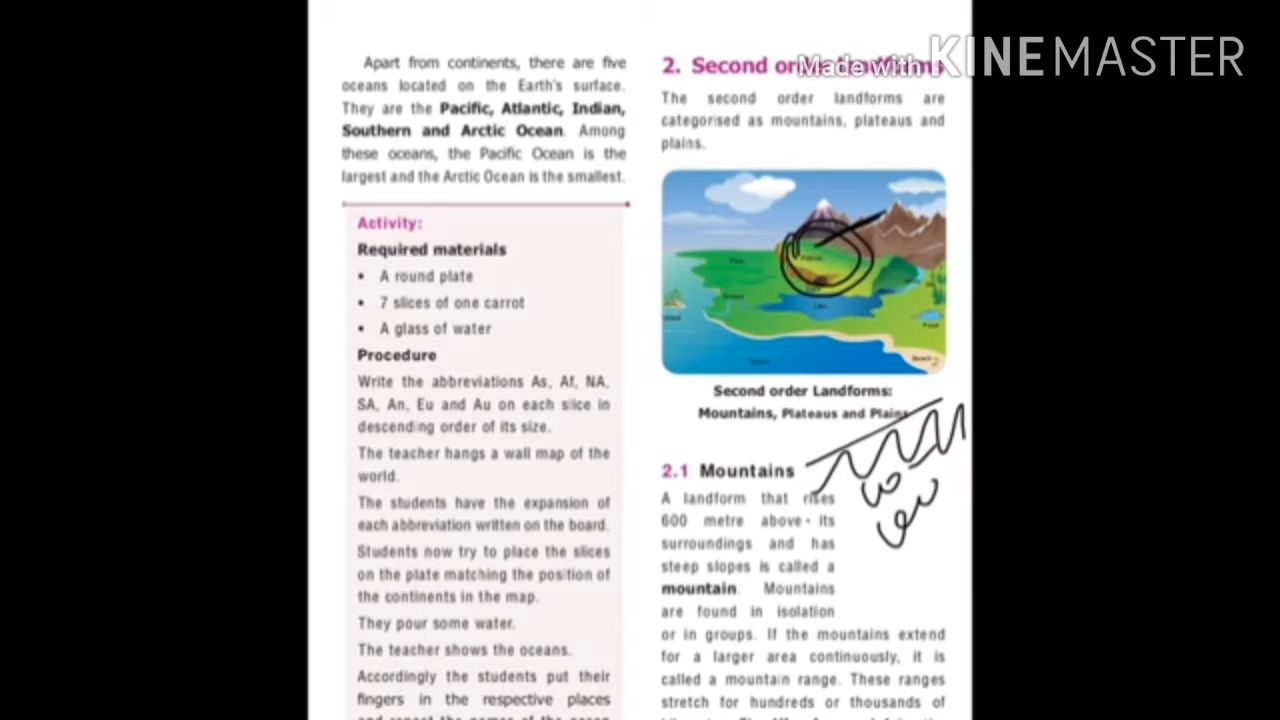 Apart from continents, there are five
oceans located on the Earth's surface.
They are the Pacific, Atlantic, Indian,
Southern and Arctic Ocean. Among
these oceans, the Pacific Ocean is the
largest and the Arctic Ocean is the smallest.
Activity:
Required materials
• A round plate
• 7 slices of one carrot
• A glass of water
Procedure
Write the abbreviations As, Af, NA,
SA, An, Eu and Au on each slice in
descending order of its size.
The teacher hangs a wall map of the
world.
The students have the expansion of
each abbreviation written on the board.
Students now try to place the slices
on the plate matching the position of
the continents in the map.
They pour some water.
The teacher shows the oceans.
Accordingly the students put their
fingers in the respective places
Made with KINEMASTER
2. Second
The second order landforms are
categorised as mountains, plateaus and
plains.
Lake
Pond
Beach
Second order Landforms:
Mountains, Plateaus and Plains
2.1 Mountains
A landform that rises
600 metre above its
surroundings and has
steep slopes is called a
mountain. Mountains
are found in isolation
or in groups. If the mountains extend
for a larger area continuously, it is
called a mountain range. These ranges
stretch for hundreds or thousands of